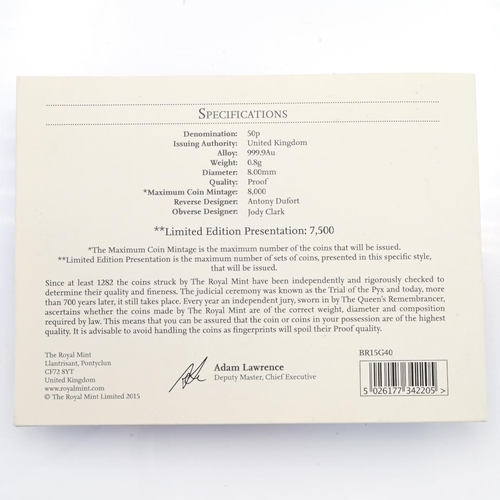 SPECIFICATIONS
Denomination: 50p
Issuing Authority: United Kingdom
Alloy: 999.9Au
Weight: 0.8g
Diameter: 8.00mm
Quality: Proof
*Maximum Coin Mintage: 8,000
Reverse Designer: Antony Dufort
Obverse Designer: Jody Clark
**Limited Edition Presentation: 7,500
*The Maximum Coin Mintage is the maximum number of the coins that will be issued.
**Limited Edition Presentation is the maximum number of sets of coins, presented in this specific style,
that will be issued.
Since at least 1282 the coins struck by The Royal Mint have been independently and rigorously checked to
determine their quality and fineness. The judicial ceremony was known as the Trial of the Pyx and today, more
than 700 years later, it still takes place. Every year an independent jury, sworn in by The Queen's Remembrancer,
ascertains whether the coins made by The Royal Mint are of the correct weight, diameter and composition
required by law. This means that you can be assured that the coin or coins in your possession are of the highest
quality. It is advisable to avoid handling the coins as fingerprints will spoil their Proof quality.
The Royal Mint
Llantrisant, Pontyclun
CF72 8YT
United Kingdom
www.royalmint.com
© The Royal Mint Limited 2015
Adam Lawrence
Deputy Master, Chief Executive
BR15G40
5 026177 342205 >